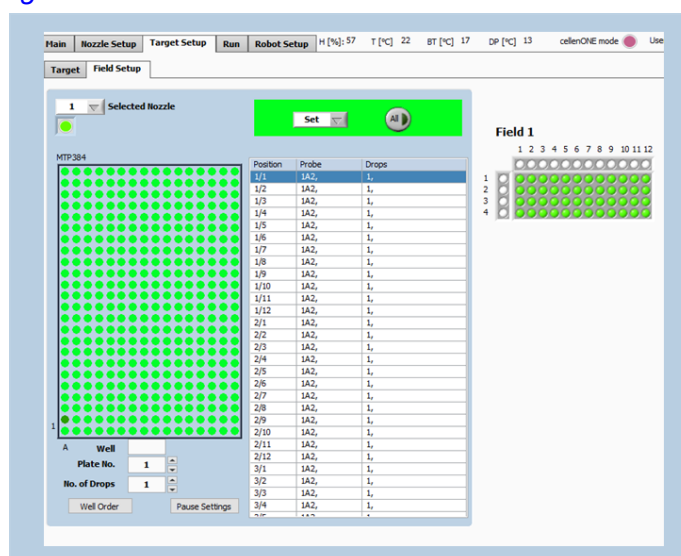 Main Nozzle Setup Target Setup Run Robot Setup H [%]: 57 T [°C] 22 BT [°C] 17 DP [°C] 13 cellenONE mode Use
Target Field Setup
1 Selected Nozzle
Set All
Field 1
1 2 3 4 5 6 7 8 9 10 11 12
1
2
3
4
MTP384
1
A
Position Probe Drops
1/1 1A2, 1,
1/2 1A2, 1,
1/3 1A2, 1,
1/4 1A2, 1,
1/5 1A2, 1,
1/6 1A2, 1,
1/7 1A2, 1,
1/8 1A2, 1,
1/9 1A2, 1,
1/10 1A2, 1,
1/11 1A2, 1,
1/12 1A2, 1,
2/1 1A2, 1,
2/2 1A2, 1,
2/3 1A2, 1,
2/4 1A2, 1,
2/5 1A2, 1,
2/6 1A2, 1,
2/7 1A2, 1,
2/8 1A2, 1,
2/9 1A2, 1,
2/10 1A2, 1,
2/11 1A2, 1,
2/12 1A2, 1,
3/1 1A2, 1,
3/2 1A2, 1,
3/3 1A2, 1,
3/4 1A2, 1,
Well
Plate No. 1
No. of Drops 1
Well Order Pause Settings